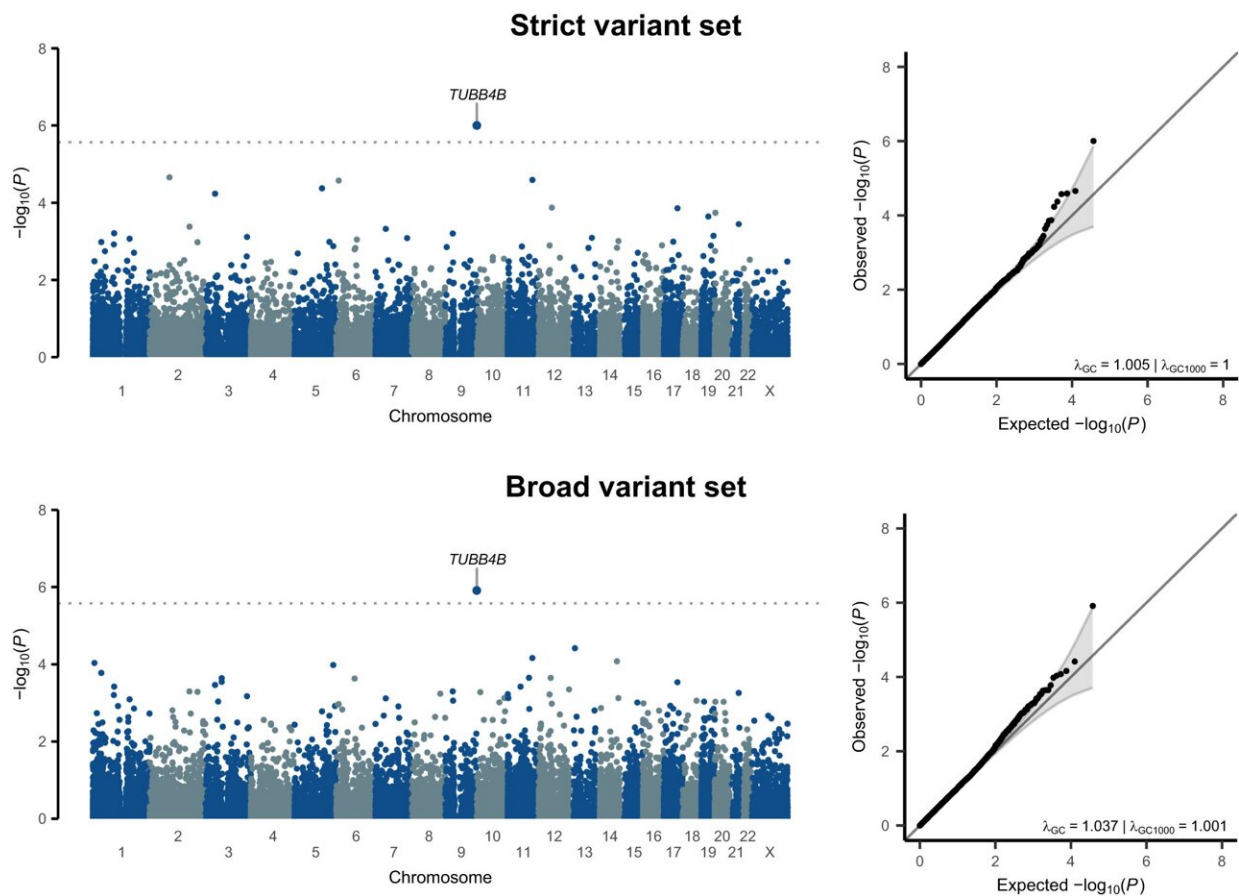 Strict variant set
8
6
4
2
0
−log₁₀(P)
TUBB4B
2 4 6 8 10 12 14 16 18 20 22
1 3 5 7 9 11 13 15 17 19 21 X
Chromosome
8
6
4
2
0
Observed −log₁₀(P)
λGC = 1.005 | λGC1000 = 1
0 2 4 6 8
Expected −log₁₀(P)
Broad variant set
8
6
4
2
0
−log₁₀(P)
TUBB4B
2 4 6 8 10 12 14 16 18 20 22
1 3 5 7 9 11 13 15 17 19 21 X
Chromosome
8
6
4
2
0
Observed −log₁₀(P)
λGC = 1.037 | λGC1000 = 1.001
0 2 4 6 8
Expected −log₁₀(P)